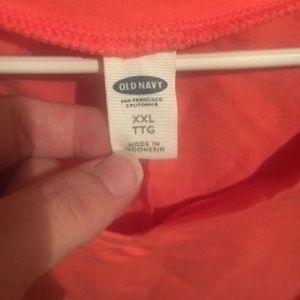 OLD NAVY
SAN FRANCISCO
CALIFORNIA
XXL
TTG
MADE IN
INDONESIA